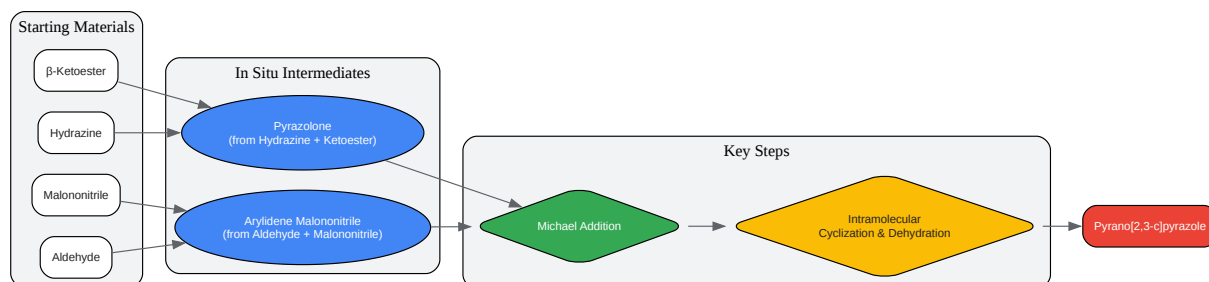 Starting Materials
β-Ketoester
Hydrazine
Malononitrile
Aldehyde
In Situ Intermediates
Pyrazolone
(from Hydrazine + Ketoester)
Arylidene Malononitrile
(from Aldehyde + Malononitrile)
Key Steps
Michael Addition
Intramolecular
Cyclization & Dehydration
Pyrano[2,3-c]pyrazole